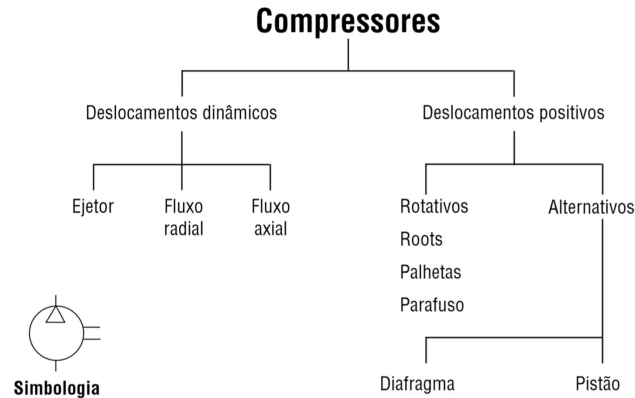 Compressores
Deslocamentos dinâmicos
Deslocamentos positivos
Ejetor
Fluxo
radial
Fluxo
axial
Rotativos
Roots
Palhetas
Parafuso
Alternativos
Diafragma
Pistão
Simbologia